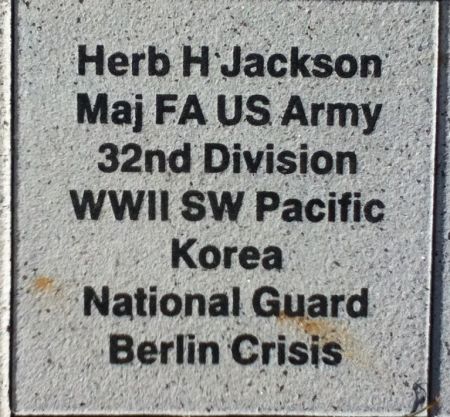 Herb H Jackson
Maj FA US Army
32nd Division
WWII SW Pacific
Korea
National Guard
Berlin Crisis